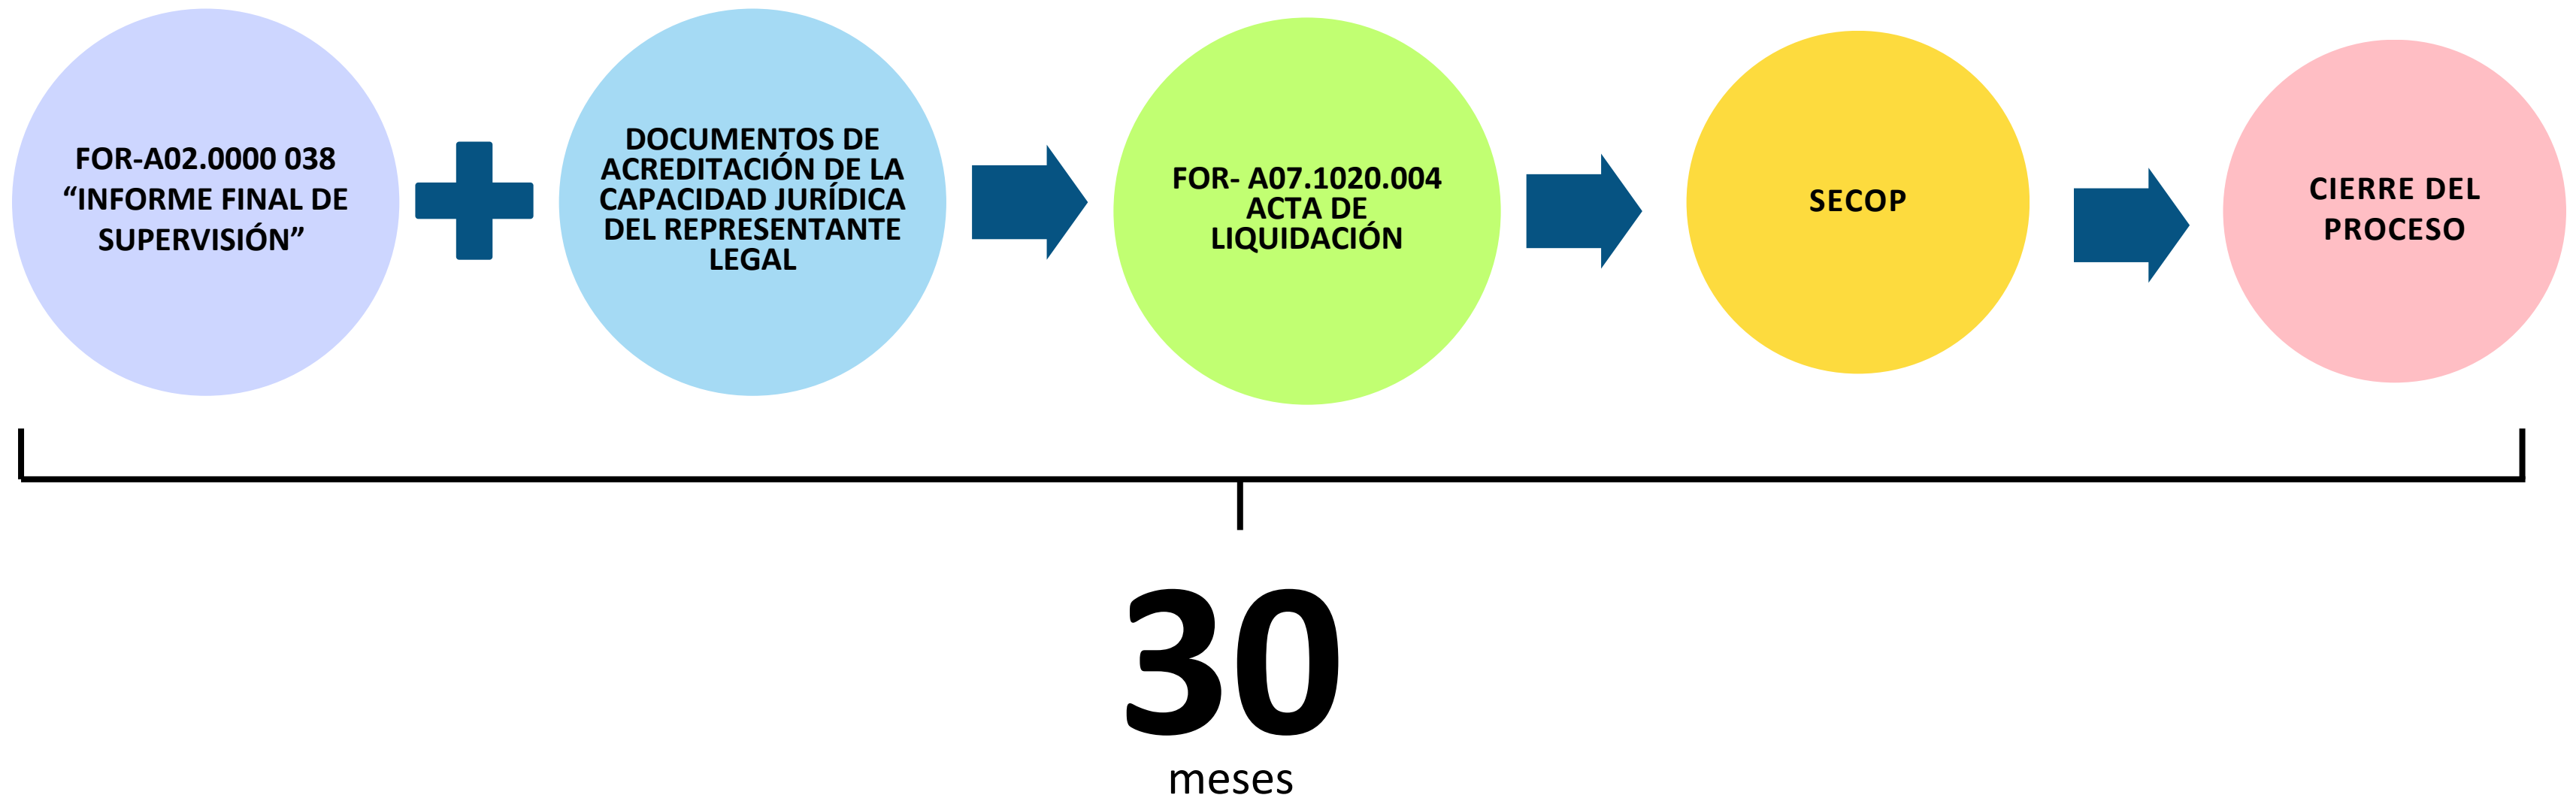 FOR-A02.0000 038
“INFORME FINAL DE
SUPERVISIÓN”
DOCUMENTOS DE
ACREDITACIÓN DE LA
CAPACIDAD JURÍDICA
DEL REPRESENTANTE
LEGAL
FOR- A07.1020.004
ACTA DE
LIQUIDACIÓN
SECOP
CIERRE DEL
PROCESO
30
meses